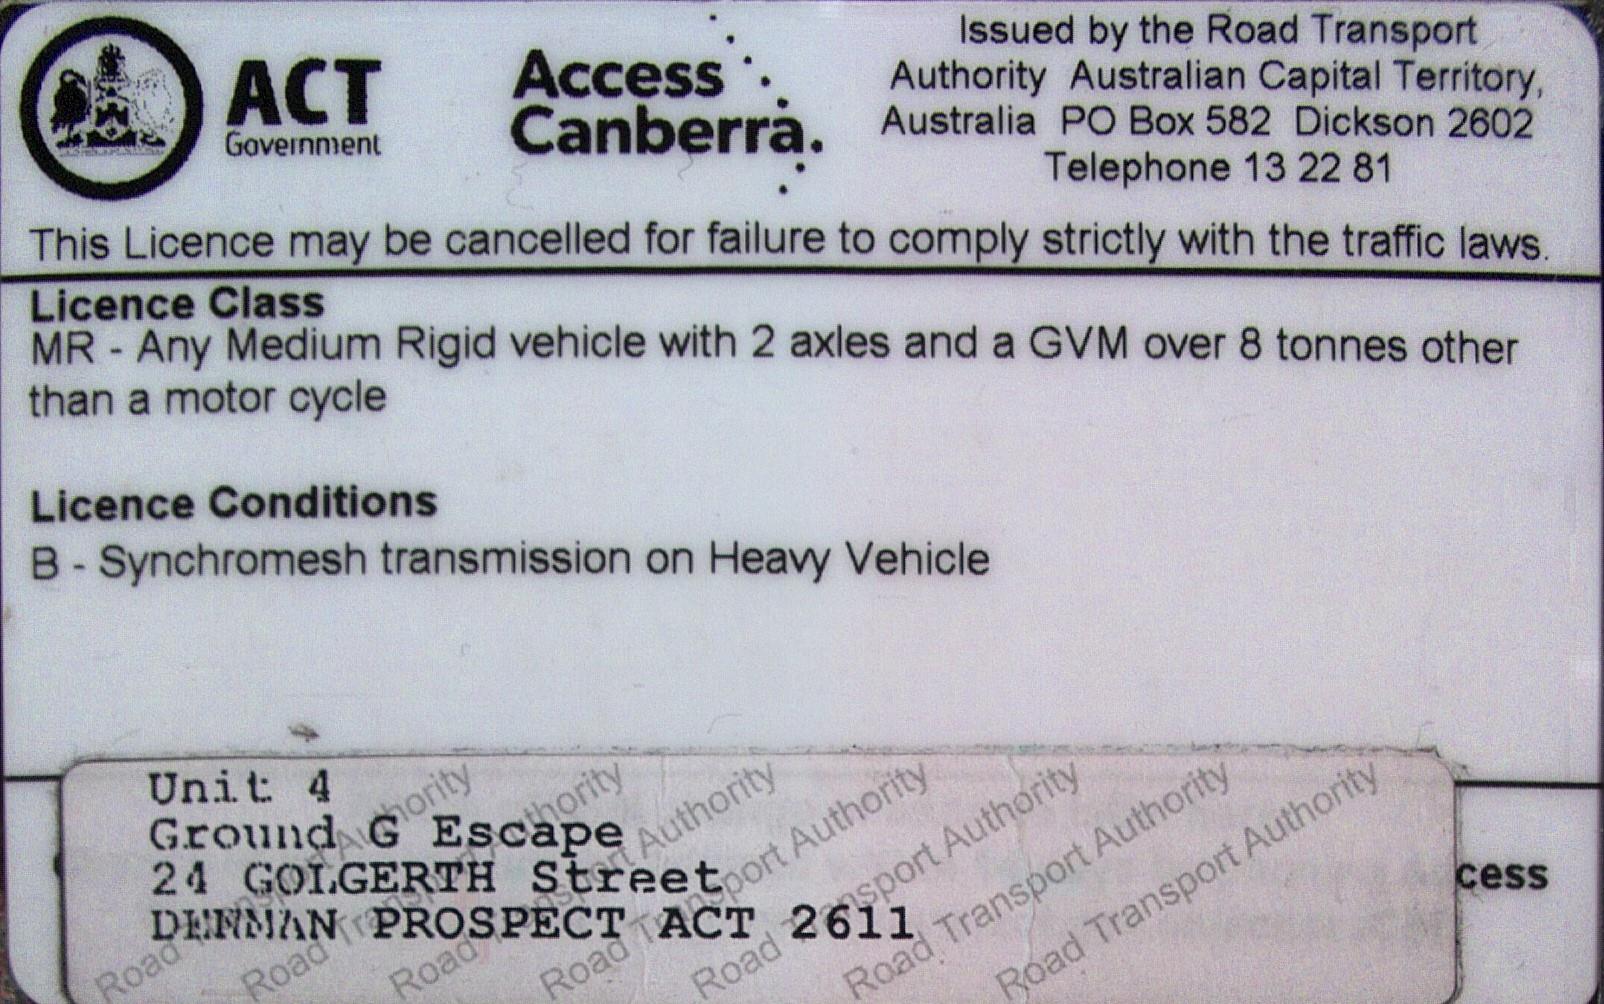 ACT
Government
Access
Canberra.
Issued by the Road Transport
Authority Australian Capital Territory,
Australia PO Box 582 Dickson 2602
Telephone 13 22 81
This Licence may be cancelled for failure to comply strictly with the traffic laws.
Licence Class
MR - Any Medium Rigid vehicle with 2 axles and a GVM over 8 tonnes other
than a motor cycle
Licence Conditions
B - Synchromesh transmission on Heavy Vehicle
Unit 4
Ground G Escape
24 GOLGERTH Street
DENMAN PROSPECT ACT 2611
cess
Road Transport Authority
Road Transport Authority
Road Transport Authority
Road Transport Authority
Road Transport Authority
Road Transport Authority
Road Transport Authority